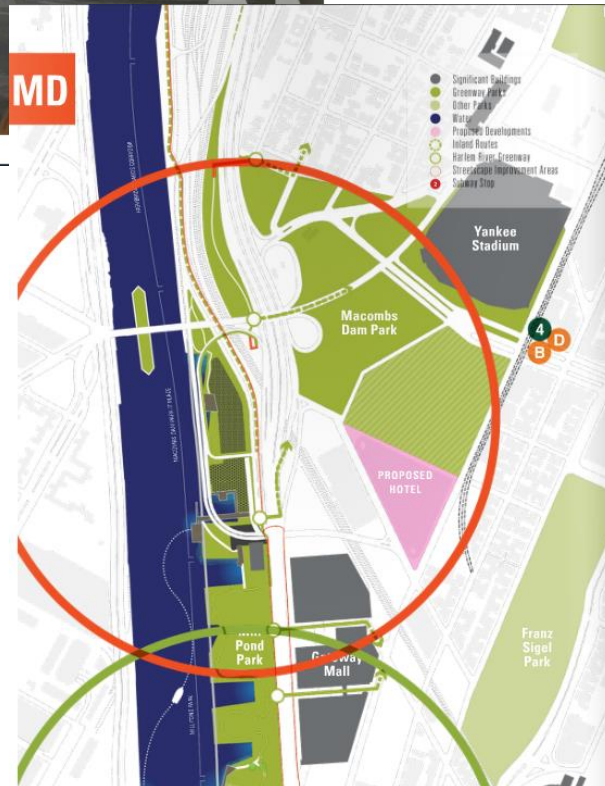 MD
Significant Buildings
Greenway Parks
Other Parks
Water
Proposed Developments
Inland Routes
Harlem River Greenway
Streetscape Improvement Areas
Subway Stop
Yankee
Stadium
4
D
B
Macombs
Dam Park
PROPOSED
HOTEL
Pond
Park
Gateway
Mall
Franz
Sigel
Park